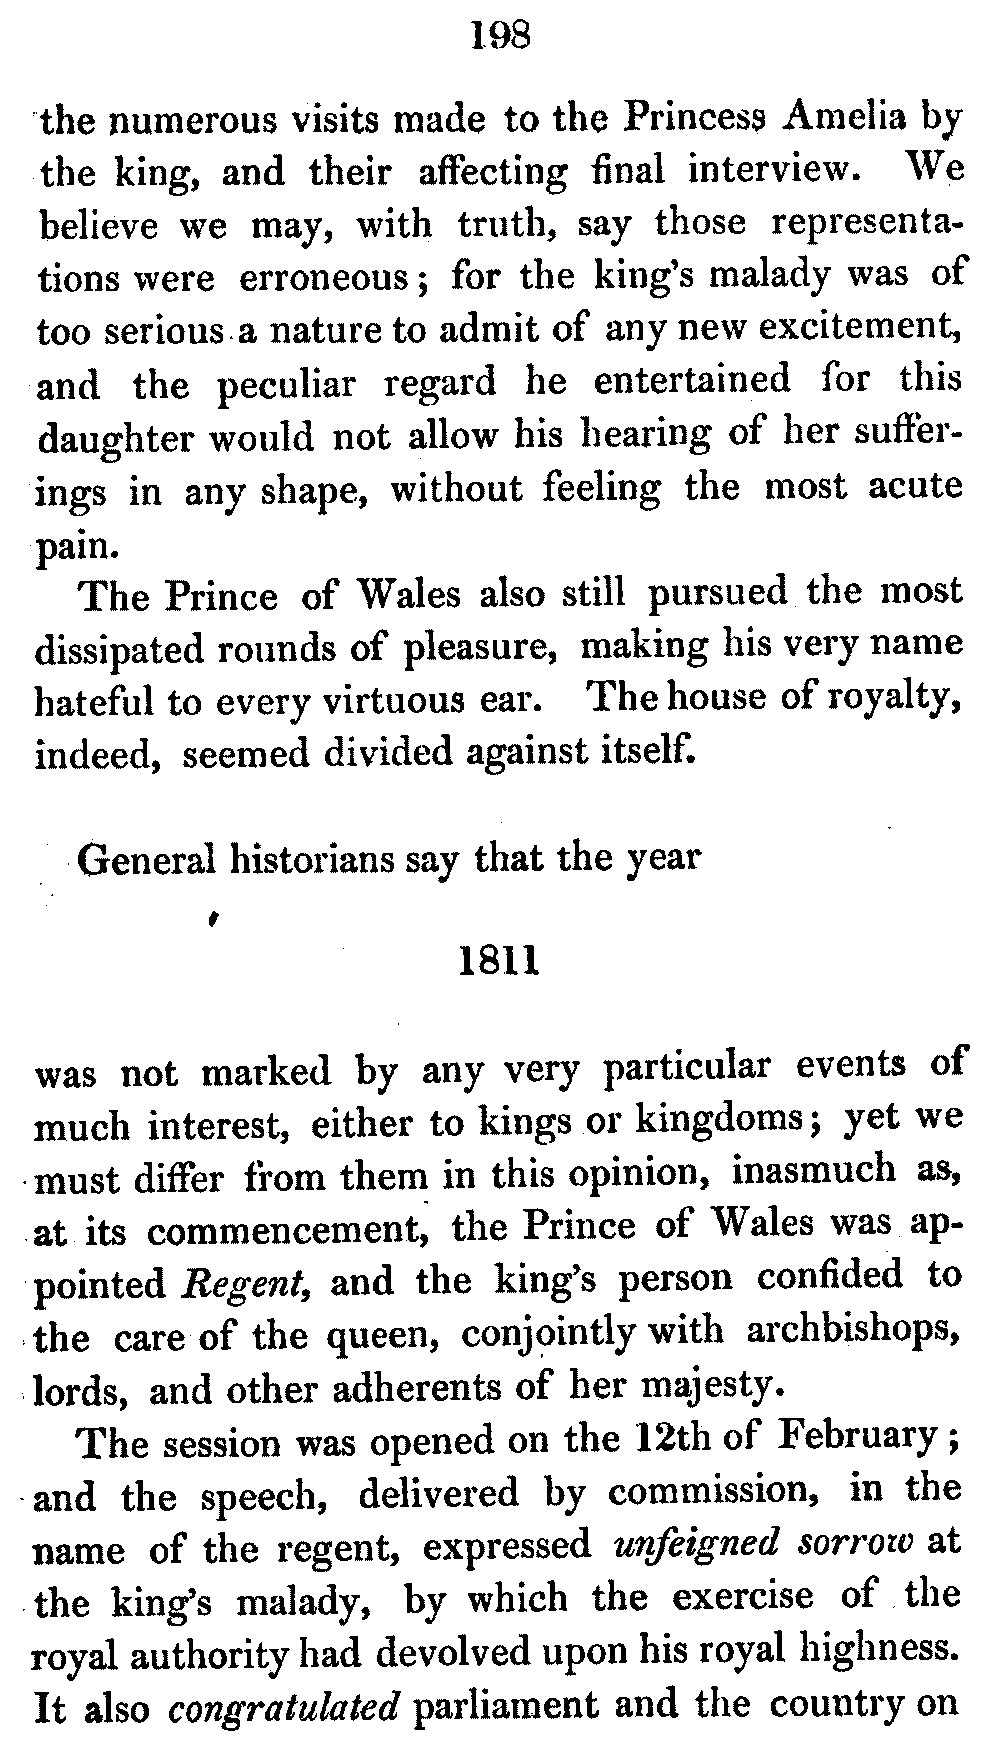 198
the numerous visits made to the Princess Amelia by
the king, and their affecting final interview. We
believe we may, with truth, say those representa-
tions were erroneous; for the king's malady was of
too serious a nature to admit of any new excitement,
and the peculiar regard he entertained for this
daughter would not allow his hearing of her suffer-
ings in any shape, without feeling the most acute
pain.
The Prince of Wales also still pursued the most
dissipated rounds of pleasure, making his very name
hateful to every virtuous ear. The house of royalty,
indeed, seemed divided against itself.
General historians say that the year
1811
was not marked by any very particular events of
much interest, either to kings or kingdoms; yet we
must differ from them in this opinion, inasmuch as,
at its commencement, the Prince of Wales was ap-
pointed Regent, and the king's person confided to
the care of the queen, conjointly with archbishops,
lords, and other adherents of her majesty.
The session was opened on the 12th of February;
and the speech, delivered by commission, in the
name of the regent, expressed unfeigned sorrow at
the king's malady, by which the exercise of the
royal authority had devolved upon his royal highness.
It also congratulated parliament and the country on